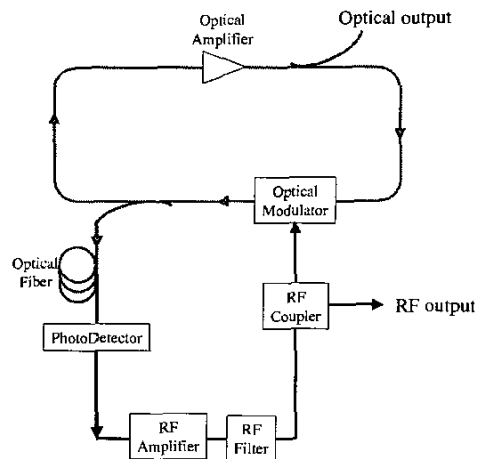 Optical
Amplifier
Optical output
Optical
Modulator
Optical
Fiber
RF
Coupler
RF output
PhotoDetector
RF
Amplifier
RF
Filter